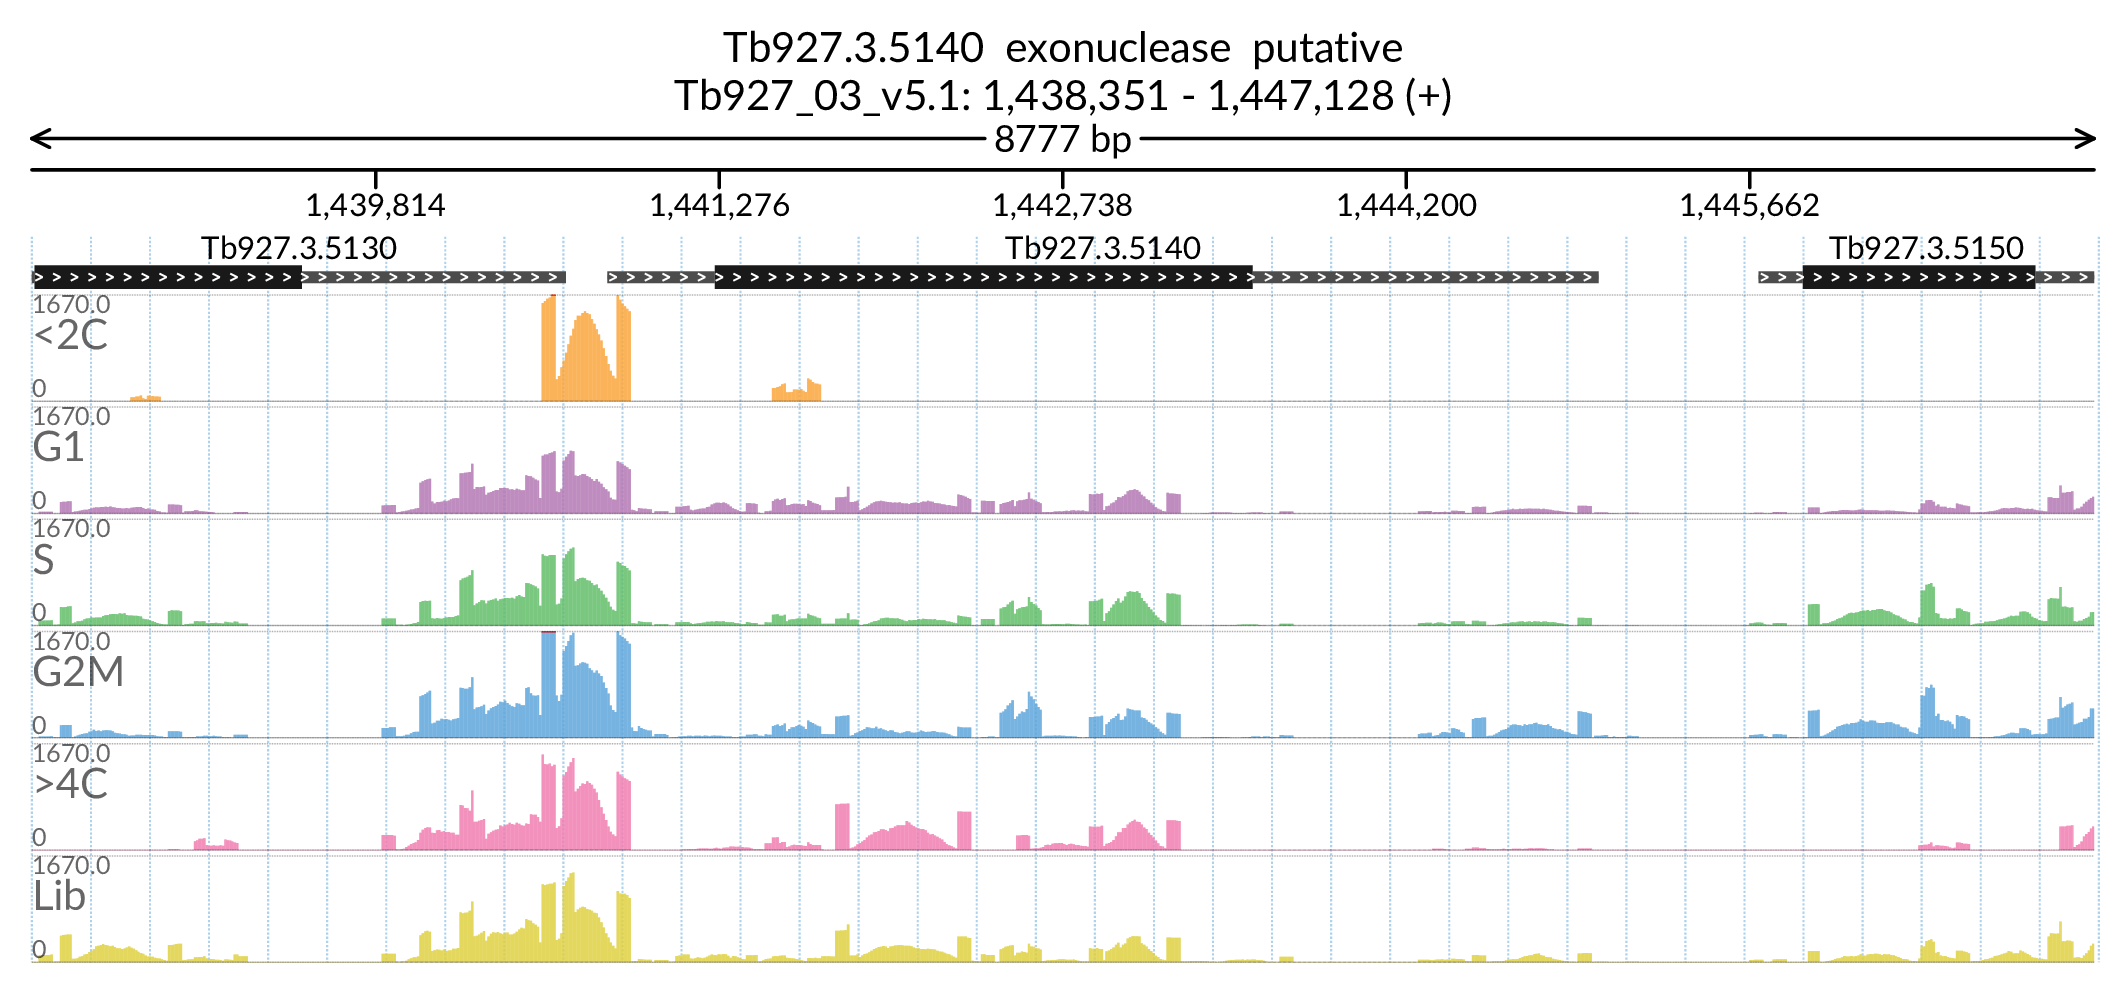 Tb927.3.5140 exonuclease putative
Tb927_03_v5.1: 1,438,351 - 1,447,128 (+)
8777 bp
1,439,814 1,441,276 1,442,738 1,444,200 1,445,662
Tb927.3.5130 Tb927.3.5140 Tb927.3.5150
1670.0
<2C
0
1670.0
G1
0
1670.0
S
0
1670.0
G2M
0
1670.0
>4C
0
1670.0
Lib
0